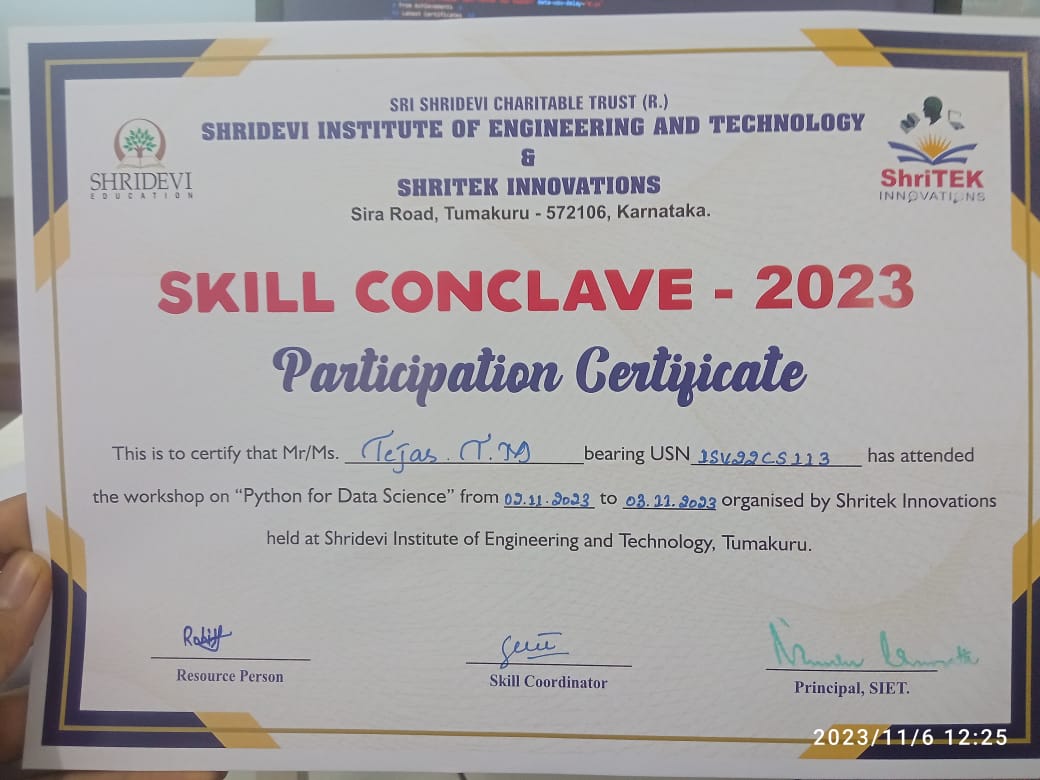 From Achievements
Latest Certificates
SRI SHRIDEVI CHARITABLE TRUST (R.)
SHRIDEVI INSTITUTE OF ENGINEERING AND TECHNOLOGY
&
SHRITEK INNOVATIONS
Sira Road, Tumakuru - 572106, Karnataka.
SHRIDEVI
EDUCATION
ShriTEK
INNOVATIONS
SKILL CONCLAVE - 2023
Participation Certificate
This is to certify that Mr/Ms. Tejas. T.M bearing USN 1SV22CS113 has attended
the workshop on “Python for Data Science” from 02.11.2023 to 03.11.2023 organised by Shritek Innovations
held at Shridevi Institute of Engineering and Technology, Tumakuru.
Resource Person
Skill Coordinator
Principal, SIET.
2023/11/6 12:25